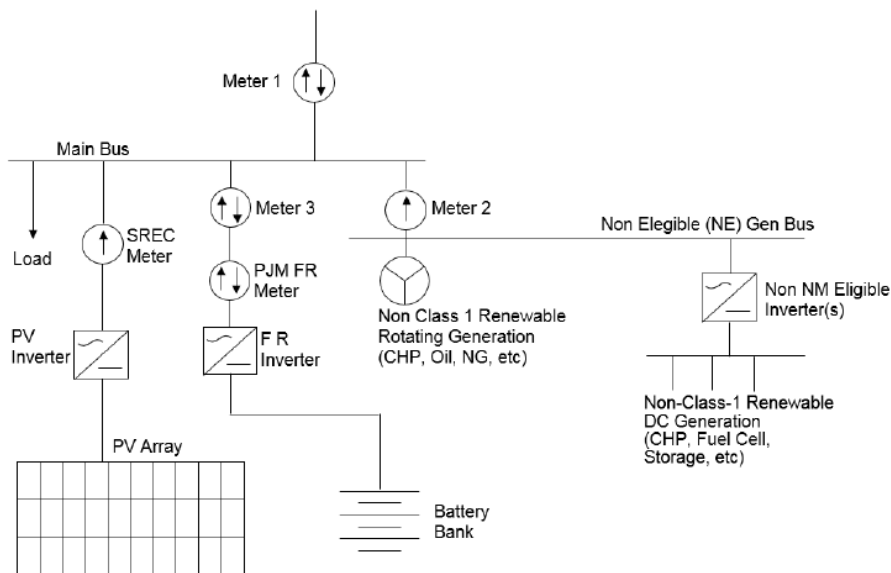 Meter 1
Main Bus
Meter 3
Meter 2
Non Elegible (NE) Gen Bus
SREC
Meter
Load
PJM FR
Meter
Non Class 1 Renewable
Rotating Generation
(CHP, Oil, NG, etc)
Non NM Eligible
Inverter(s)
PV
Inverter
F R
Inverter
Non-Class-1 Renewable
DC Generation
(CHP, Fuel Cell,
Storage, etc)
PV Array
Battery
Bank